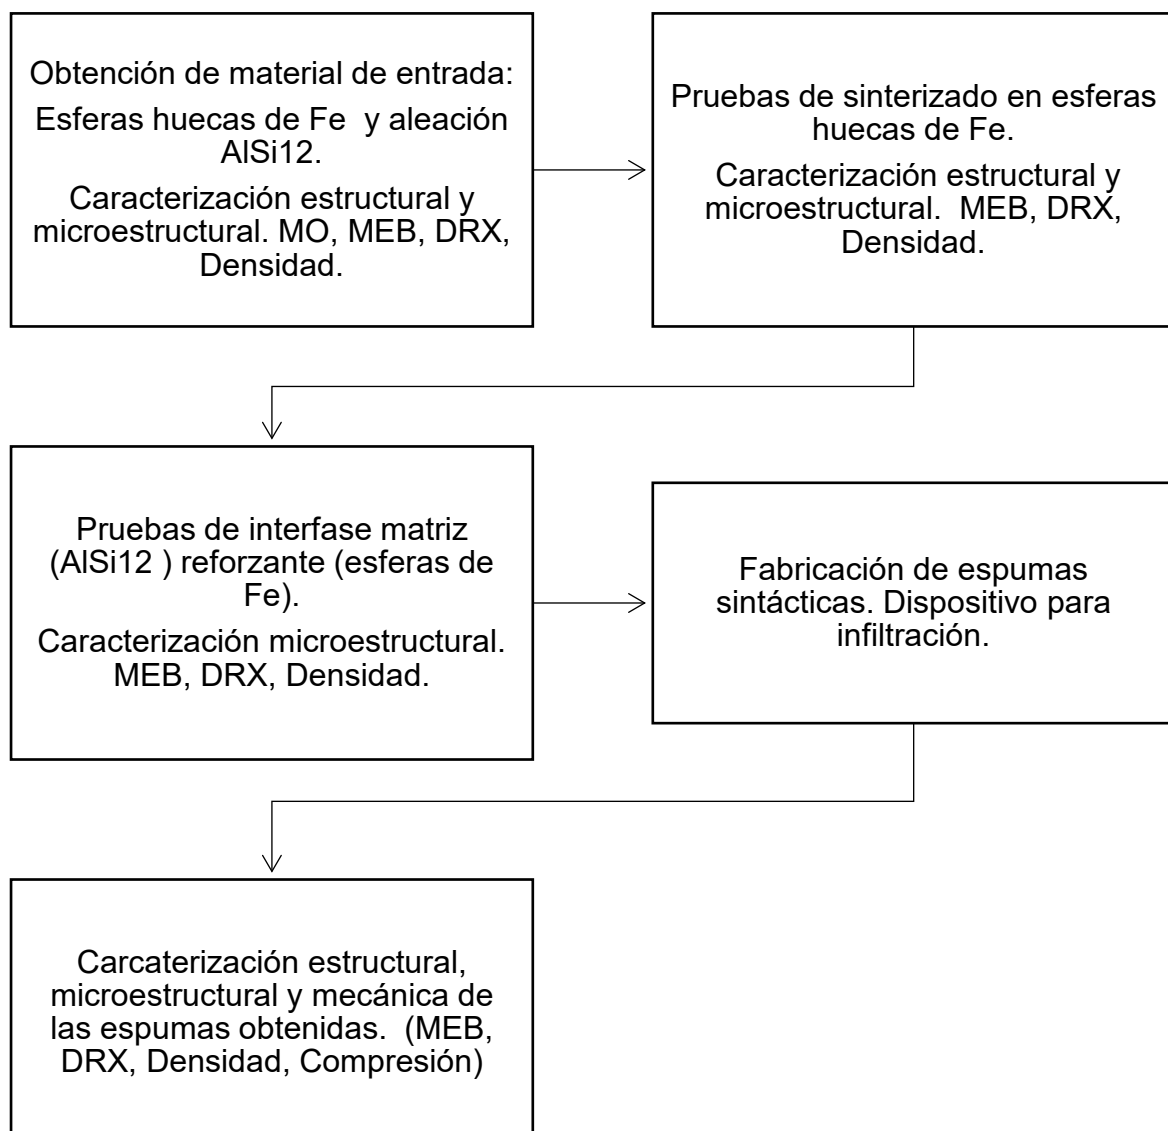 Obtención de material de entrada:
Esferas huecas de Fe y aleación
AlSi12.
Caracterización estructural y
microestructural. MO, MEB, DRX,
Densidad.
Pruebas de sinterizado en esferas
huecas de Fe.
Caracterización estructural y
microestructural. MEB, DRX,
Densidad.
Pruebas de interfase matriz
(AlSi12 ) reforzante (esferas de
Fe).
Caracterización microestructural.
MEB, DRX, Densidad.
Fabricación de espumas
sintácticas. Dispositivo para
infiltración.
Carcaterización estructural,
microestructural y mecánica de
las espumas obtenidas. (MEB,
DRX, Densidad, Compresión)